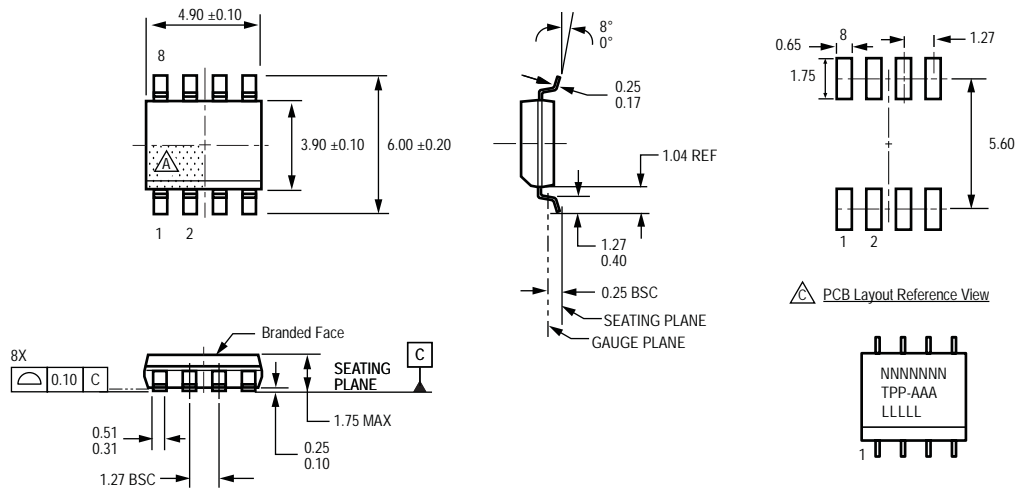 4.90 ±0.10
8
A
1 2
3.90 ±0.10
6.00 ±0.20
8°
0°
0.25
0.17
1.04 REF
1.27
0.40
0.25 BSC
SEATING PLANE
GAUGE PLANE
0.65
8
1.27
1.75
5.60
1 2
C PCB Layout Reference View
Branded Face
8X
0.10 C
SEATING
PLANE
C
1.75 MAX
0.51
0.31
0.25
0.10
1.27 BSC
NNNNNNN
TPP-AAA
LLLLL
1